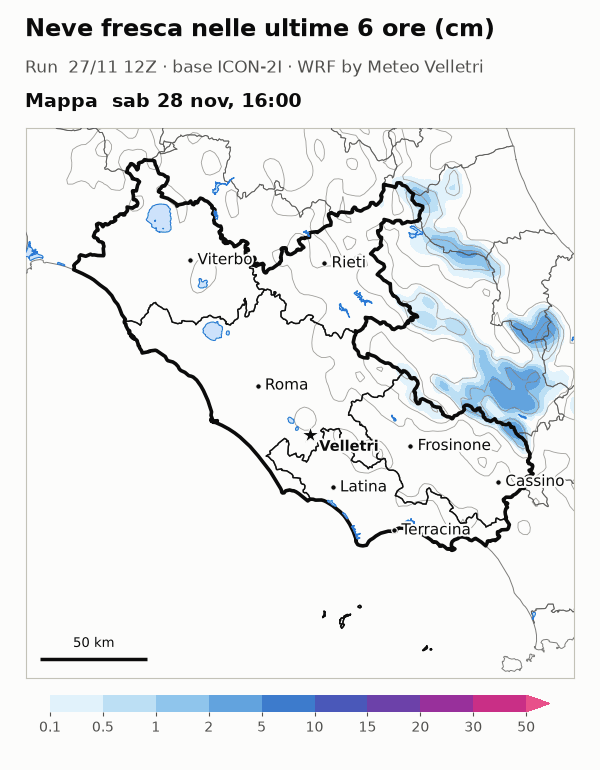 Neve fresca nelle ultime 6 ore (cm)
Run 27/11 12Z · base ICON-2I · WRF by Meteo Velletri
Mappa sab 28 nov, 16:00
Viterbo
Rieti
Roma
Velletri
Frosinone
Latina
Cassino
Terracina
50 km
0.1 0.5 1 2 5 10 15 20 30 50